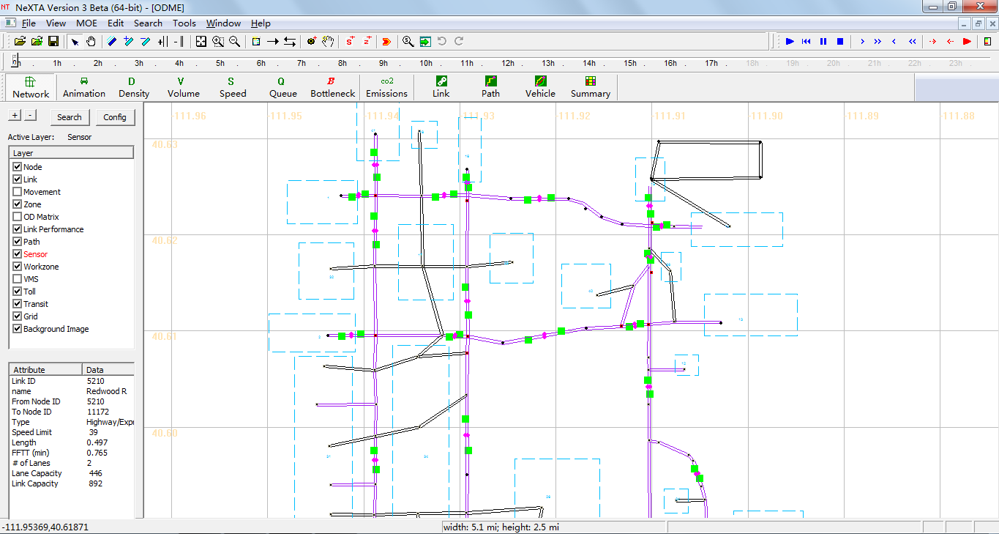 NeXTA Version 3 Beta (64-bit) - [ODME]
File View MOE Edit Search Tools Window Help
1h 2h 3h 4h 5h 6h 7h 8h 9h 10h 11h 12h 13h 14h 15h 16h 17h 18h 19h 20h 21h 22h 23h
Network Animation Density Volume Speed Queue Bottleneck Emissions Link Path Vehicle Summary
D V S Q B co2
+ - Search Config
Active Layer: Sensor
Layer
Node
Link
Movement
Zone
OD Matrix
Link Performance
Path
Sensor
Workzone
VMS
Toll
Transit
Grid
Background Image
Attribute Data
Link ID 5210
name Redwood R
From Node ID 5210
To Node ID 11172
Type Highway/Expr
Speed Limit 39
Length 0.497
FFTT (min) 0.765
# of Lanes 2
Lane Capacity 446
Link Capacity 892
-111.96 -111.95 -111.94 -111.93 -111.92 -111.91 -111.90 -111.89 -111.88
40.63
40.62
40.61
40.60
-111.95369,40.61871
width: 5.1 mi; height: 2.5 mi